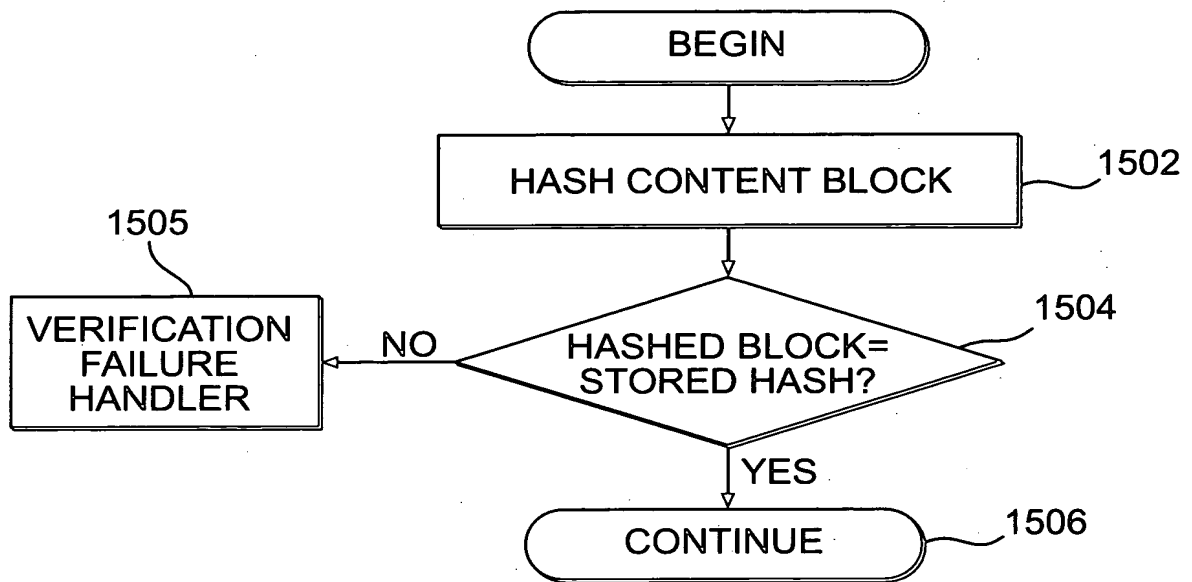 BEGIN
HASH CONTENT BLOCK
1502
1505
VERIFICATION
FAILURE
HANDLER
NO
HASHED BLOCK=
STORED HASH?
1504
YES
CONTINUE
1506